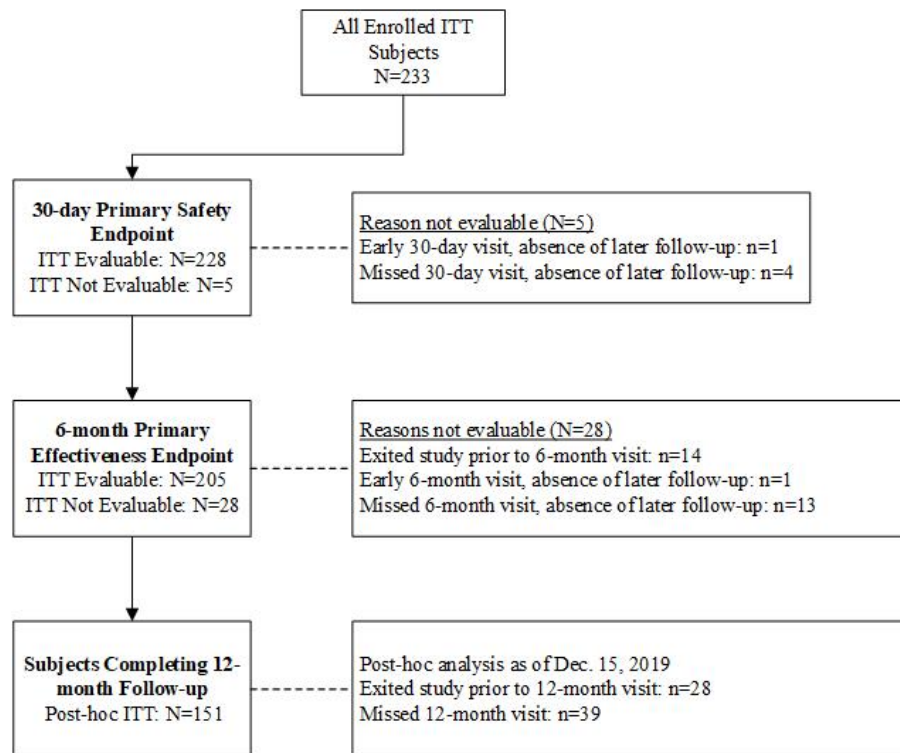 All Enrolled ITT
Subjects
N=233
30-day Primary Safety
Endpoint
ITT Evaluable: N=228
ITT Not Evaluable: N=5
Reason not evaluable (N=5)
Early 30-day visit, absence of later follow-up: n=1
Missed 30-day visit, absence of later follow-up: n=4
6-month Primary
Effectiveness Endpoint
ITT Evaluable: N=205
ITT Not Evaluable: N=28
Reasons not evaluable (N=28)
Exited study prior to 6-month visit: n=14
Early 6-month visit, absence of later follow-up: n=1
Missed 6-month visit, absence of later follow-up: n=13
Subjects Completing 12-
month Follow-up
Post-hoc ITT: N=151
Post-hoc analysis as of Dec. 15, 2019
Exited study prior to 12-month visit: n=28
Missed 12-month visit: n=39